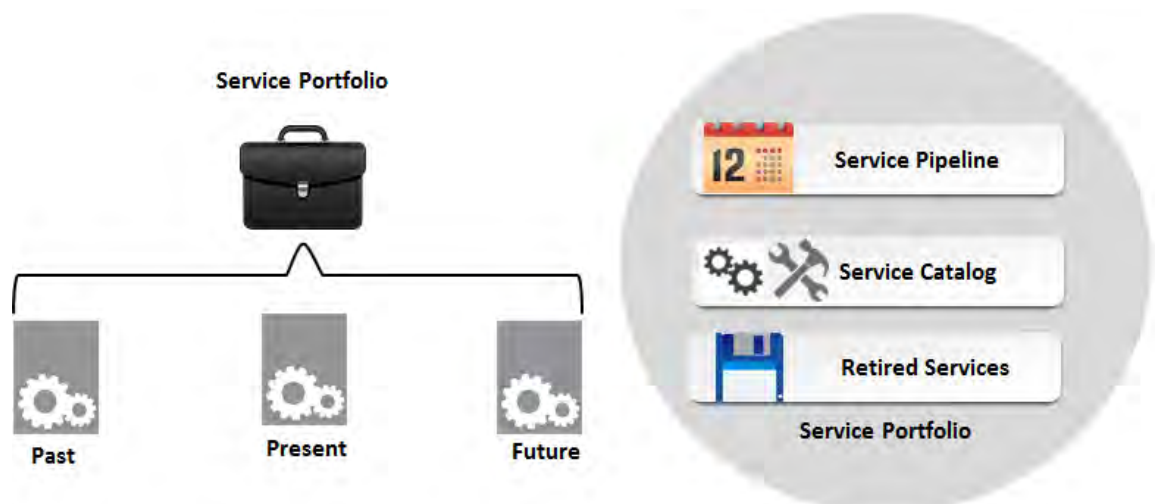 Service Portfolio
Past
Present
Future
12
Service Pipeline
Service Catalog
Retired Services
Service Portfolio